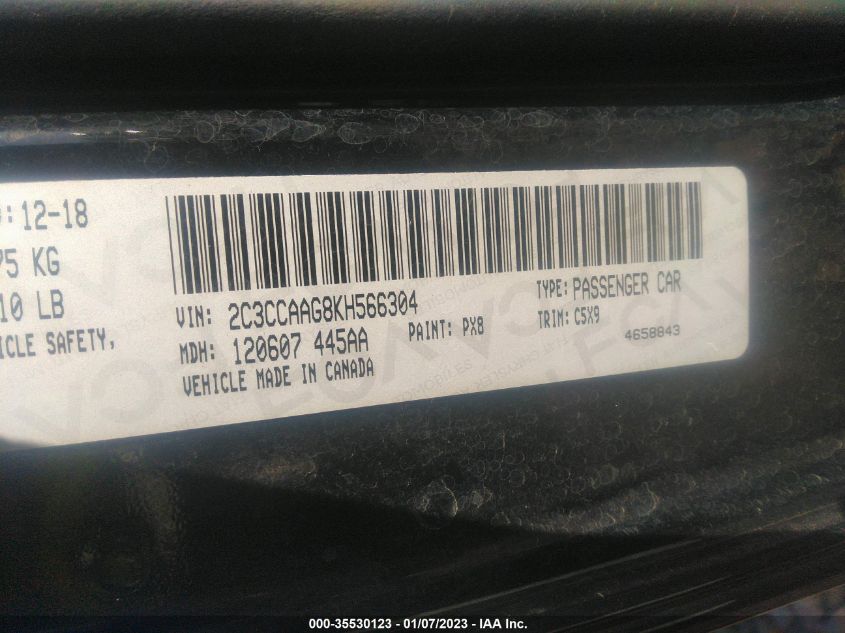 :12-18
75 KG
10 LB
ICLE SAFETY,
VIN: 2C3CCAAG8KH566304
TYPE: PASSENGER CAR
MDH: 120607 445AA
PAINT: PX8
TRIM: C5X9
4658843
VEHICLE MADE IN CANADA
000-35530123 - 01/07/2023 - IAA Inc.